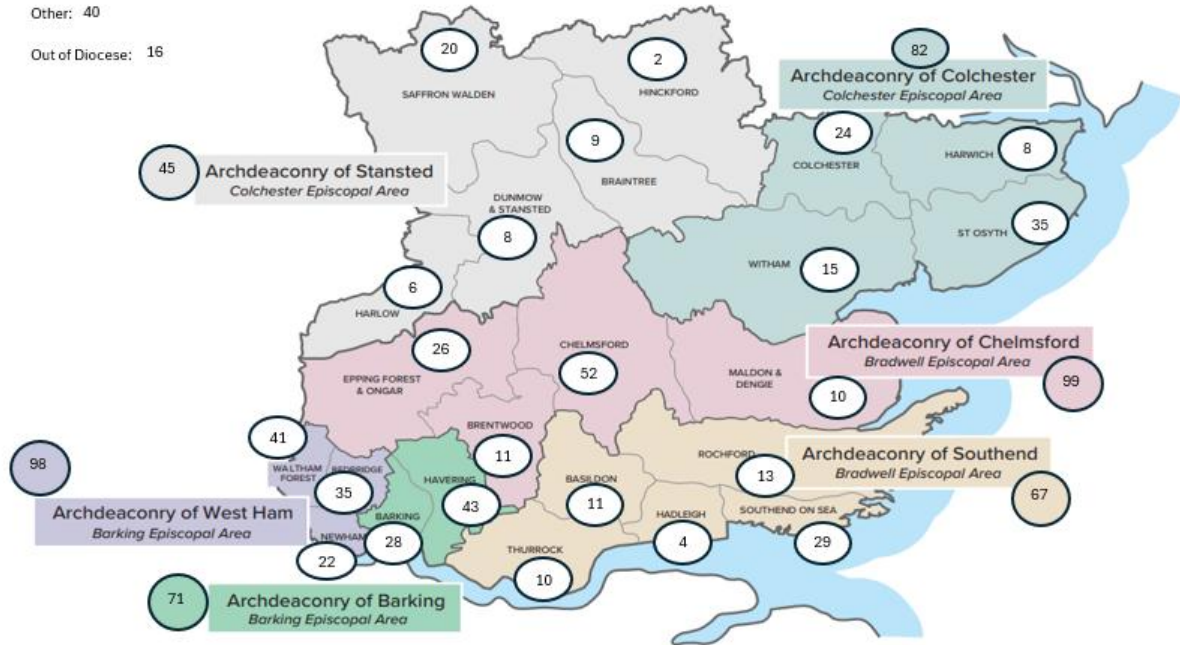 Other: 40
Out of Diocese: 16
20
SAFFRON WALDEN
2
HINCKFORD
82
Archdeaconry of Colchester
Colchester Episcopal Area
9
BRAINTREE
24
COLCHESTER
8
HARWICH
45
Archdeaconry of Stansted
Colchester Episcopal Area
DUNMOW
& STANSTED
8
35
ST OSYTH
WITHAM
15
6
HARLOW
26
EPPING FOREST
& ONGAR
CHELMSFORD
52
Archdeaconry of Chelmsford
Bradwell Episcopal Area
99
MALDON &
DENGIE
10
41
WALTHAM
FOREST
REDBRIDGE
35
BRENTWOOD
11
98
Archdeaconry of West Ham
Barking Episcopal Area
HAVERING
43
BARKING
28
NEWHAM
22
BASILDON
11
ROCHFORD
13
Archdeaconry of Southend
Bradwell Episcopal Area
67
HADLEIGH
4
SOUTHEND ON SEA
29
THURROCK
10
71
Archdeaconry of Barking
Barking Episcopal Area